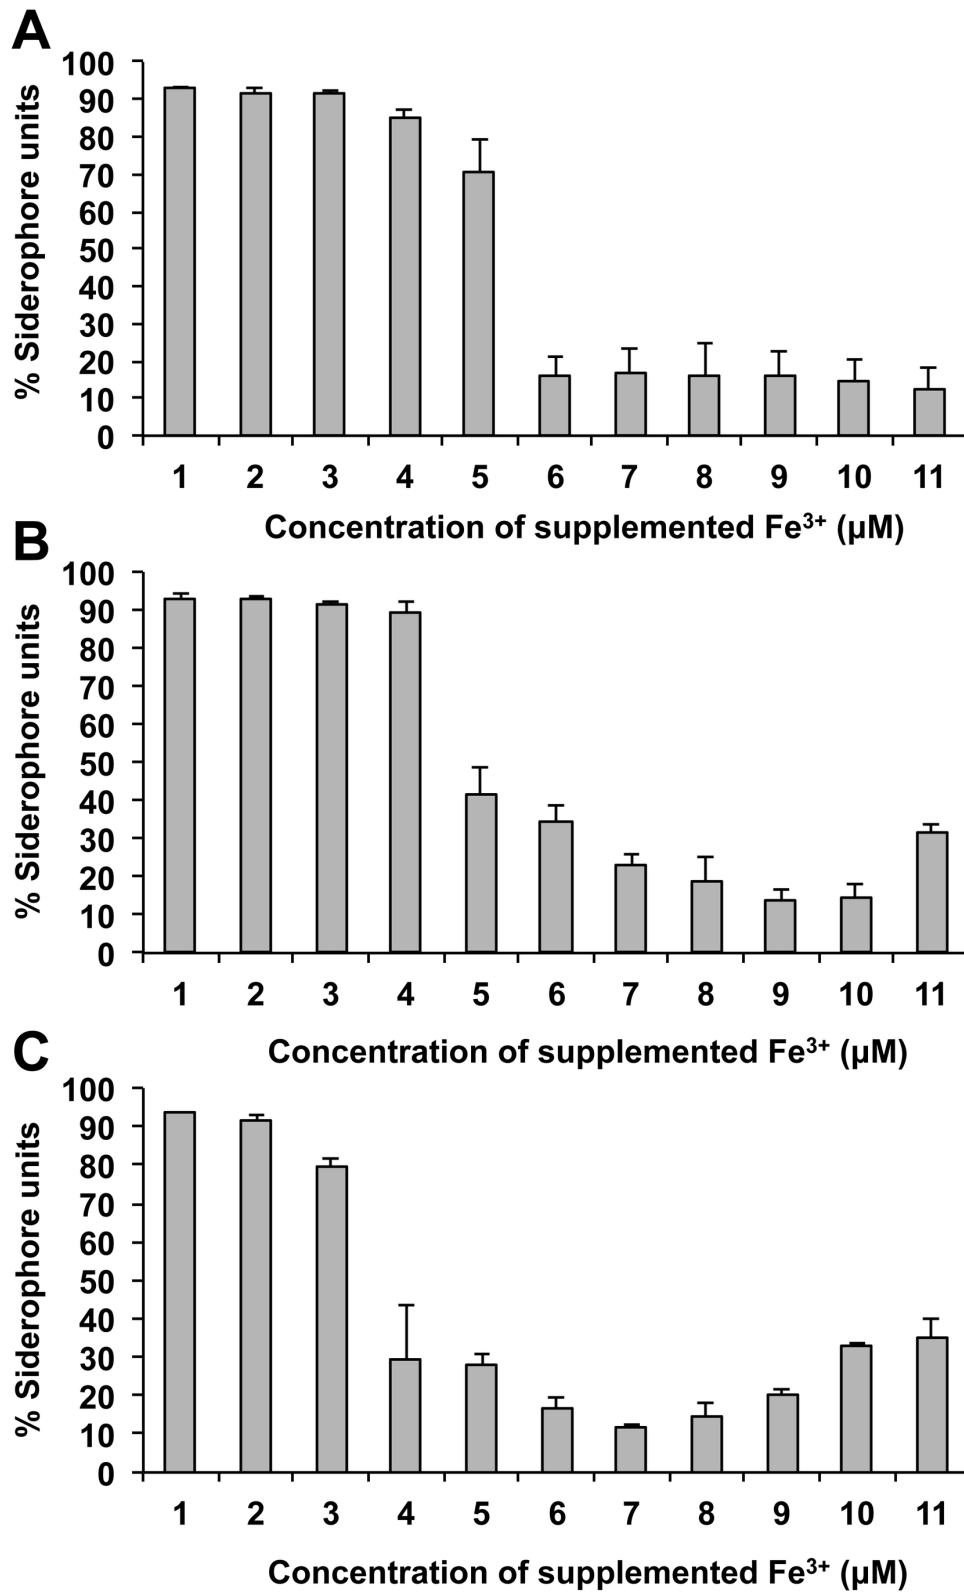 A
% Siderophore units
100
90
80
70
60
50
40
30
20
10
0
1 2 3 4 5 6 7 8 9 10 11
Concentration of supplemented Fe³⁺ (µM)
B
% Siderophore units
100
90
80
70
60
50
40
30
20
10
0
1 2 3 4 5 6 7 8 9 10 11
Concentration of supplemented Fe³⁺ (µM)
C
% Siderophore units
100
90
80
70
60
50
40
30
20
10
0
1 2 3 4 5 6 7 8 9 10 11
Concentration of supplemented Fe³⁺ (µM)